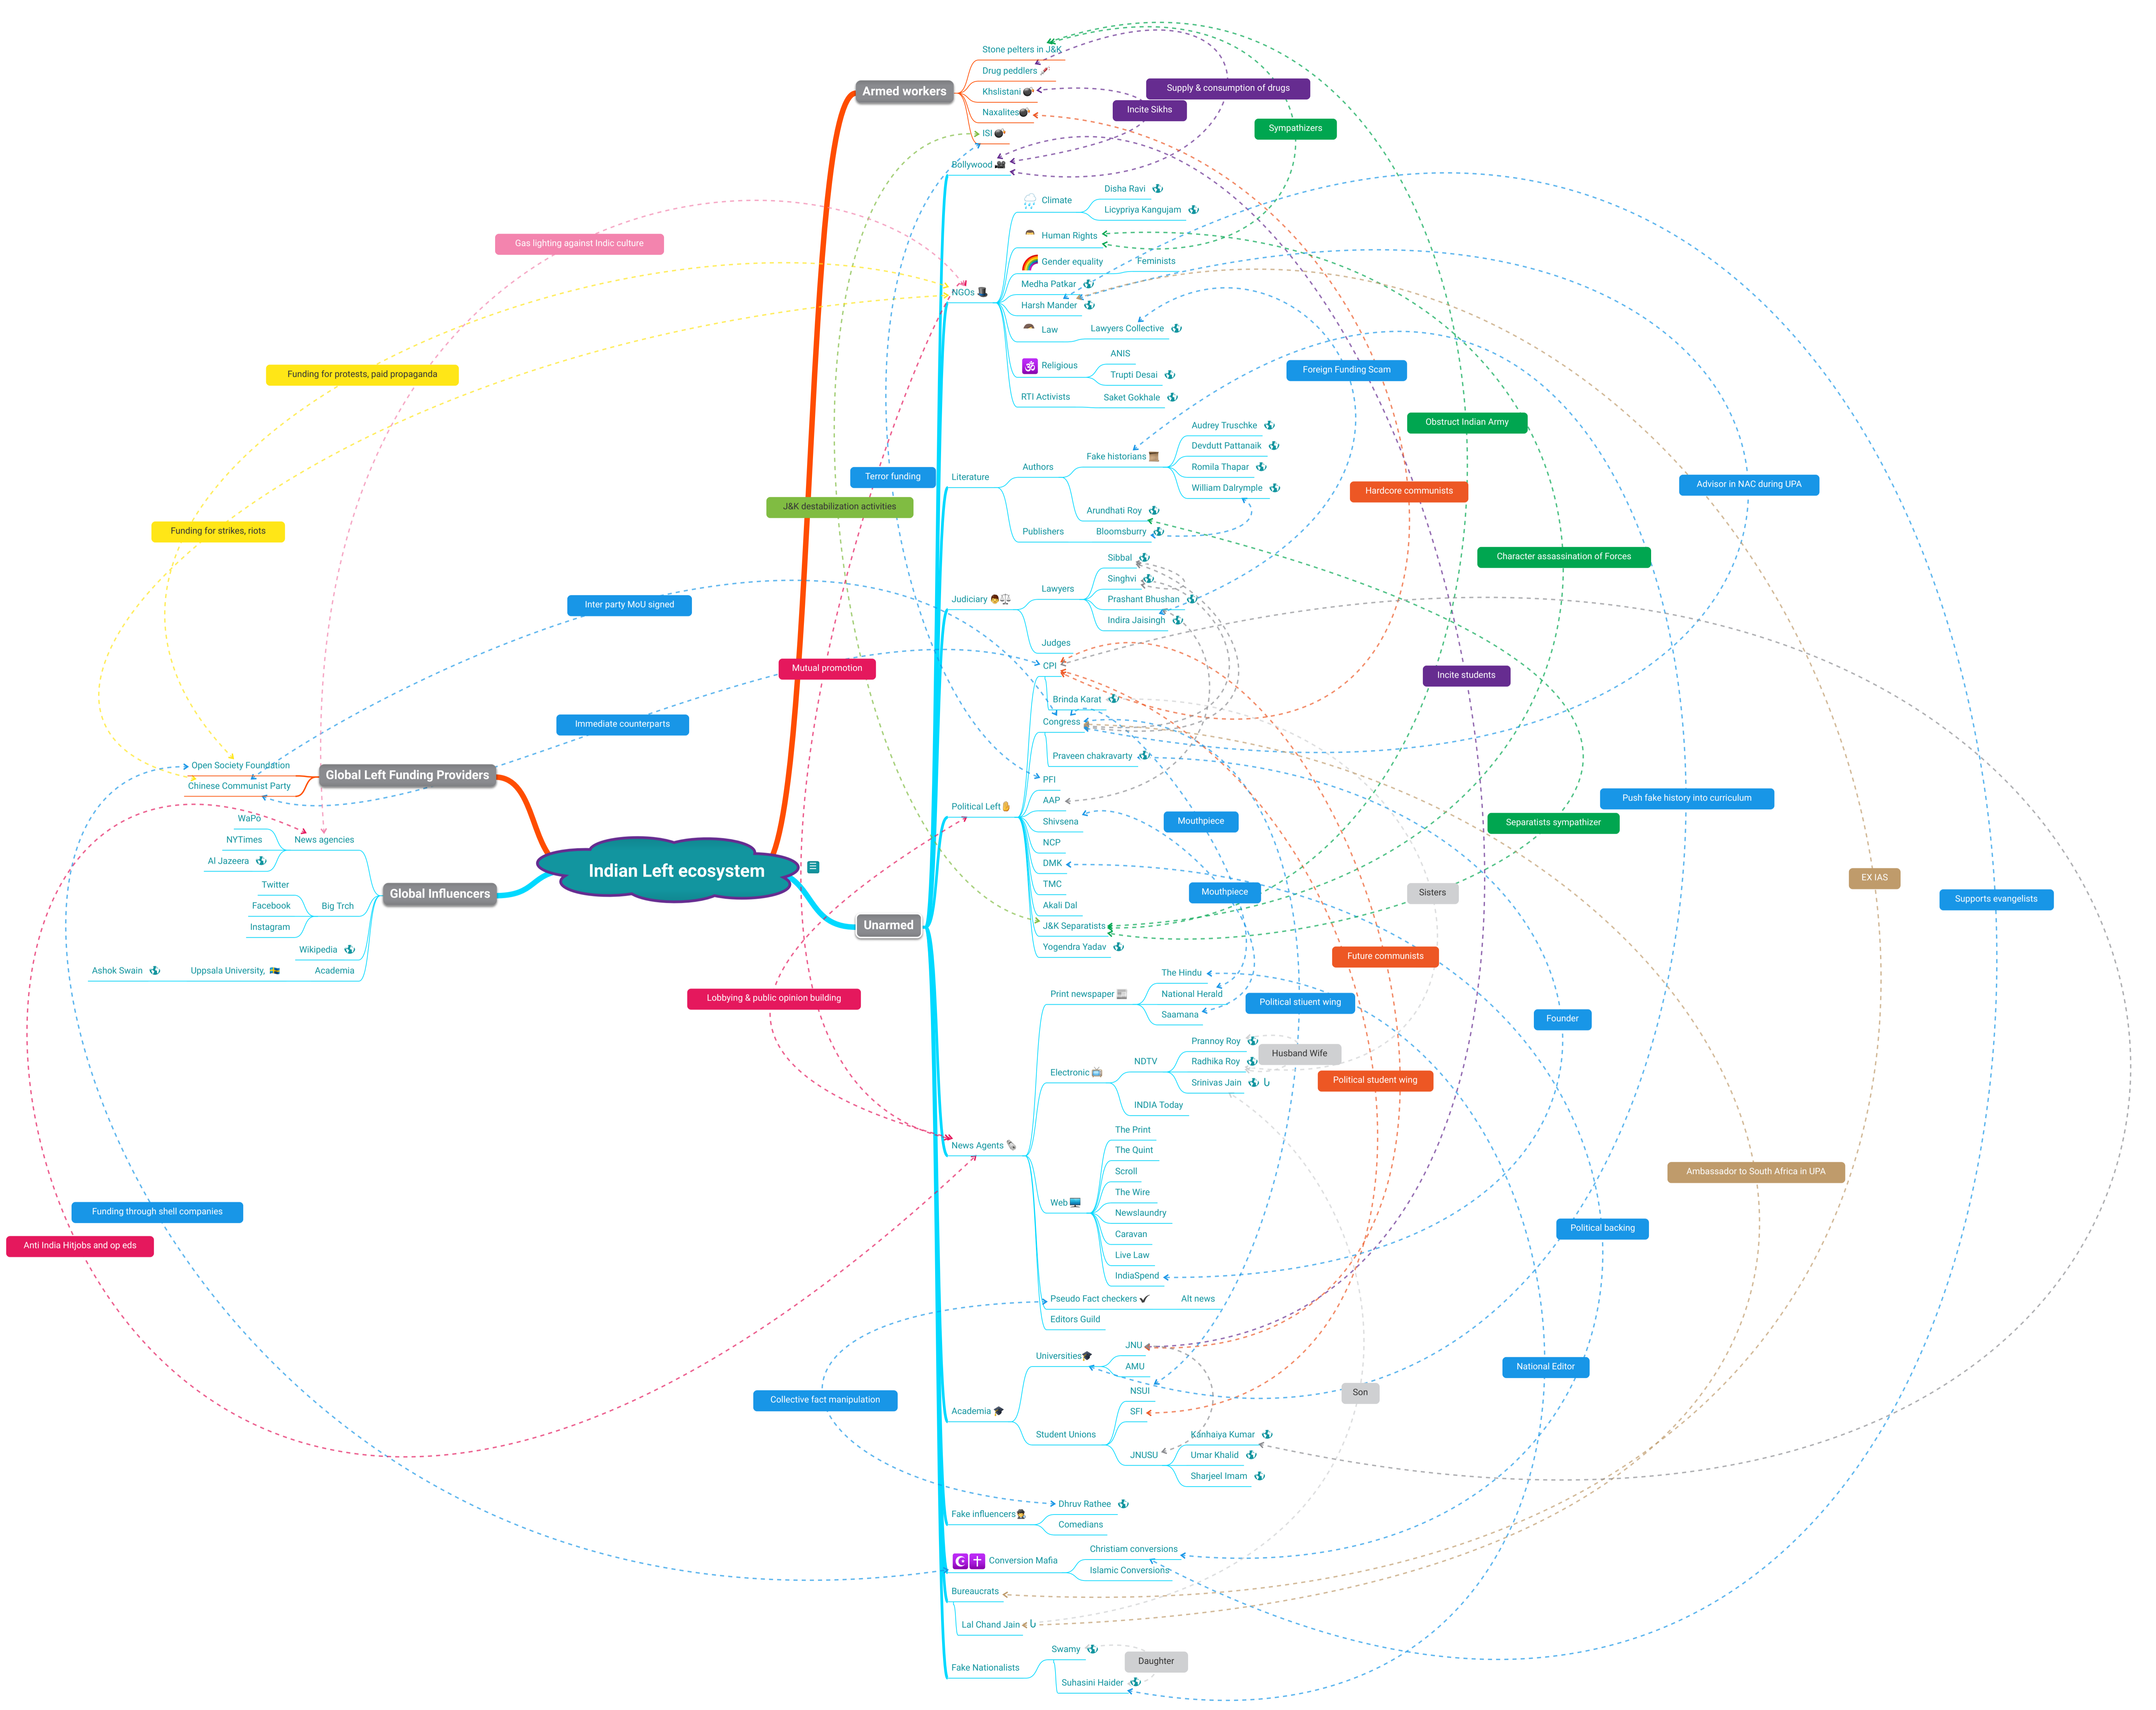 Stone pelters in J&K
Drug peddlers
Armed workers
Khslistani
Naxalites
ISI
Supply & consumption of drugs
Incite Sikhs
Sympathizers
Bollywood
Climate
Disha Ravi
Licypriya Kangujam
Human Rights
Gender equality
Feminists
Medha Patkar
NGOs
Harsh Mander
Law
Lawyers Collective
Religious
ANIS
Trupti Desai
RTI Activists
Saket Gokhale
Gas lighting against Indic culture
Funding for protests, paid propaganda
Foreign Funding Scam
Obstruct Indian Army
Literature
Authors
Fake historians
Audrey Truschke
Devdutt Pattanaik
Romila Thapar
William Dalrymple
Arundhati Roy
Publishers
Bloomsburry
Terror funding
J&K destabilization activities
Funding for strikes, riots
Hardcore communists
Advisor in NAC during UPA
Character assassination of Forces
Judiciary
Lawyers
Sibbal
Singhvi
Prashant Bhushan
Indira Jaisingh
Judges
Inter party MoU signed
Mutual promotion
Immediate counterparts
Incite students
Political Left
CPI
Brinda Karat
Congress
Praveen chakravarty
PFI
AAP
Shivsena
NCP
DMK
TMC
Akali Dal
J&K Separatists
Yogendra Yadav
Mouthpiece
Mouthpiece
Push fake history into curriculum
Separatists sympathizer
Sisters
EX IAS
Supports evangelists
Open Society Foundation
Chinese Communist Party
Global Left Funding Providers
WaPo
NYTimes
Al Jazeera
News agencies
Indian Left ecosystem
Global Influencers
Twitter
Facebook
Instagram
Big Trch
Wikipedia
Ashok Swain
Uppsala University,
Academia
Unarmed
Lobbying & public opinion building
Future communists
Political stiuent wing
Founder
Print newspaper
The Hindu
National Herald
Saamana
Electronic
NDTV
Prannoy Roy
Radhika Roy
Srinivas Jain
Husband Wife
INDIA Today
Political student wing
News Agents
Web
The Print
The Quint
Scroll
The Wire
Newslaundry
Caravan
Live Law
IndiaSpend
Pseudo Fact checkers
Alt news
Editors Guild
Ambassador to South Africa in UPA
Political backing
Funding through shell companies
Anti India Hitjobs and op eds
Academia
Universities
JNU
AMU
Student Unions
NSUI
SFI
JNUSU
Kanhaiya Kumar
Umar Khalid
Sharjeel Imam
National Editor
Son
Collective fact manipulation
Fake influencers
Dhruv Rathee
Comedians
Conversion Mafia
Christiam conversions
Islamic Conversions
Bureaucrats
Lal Chand Jain
Fake Nationalists
Swamy
Daughter
Suhasini Haider